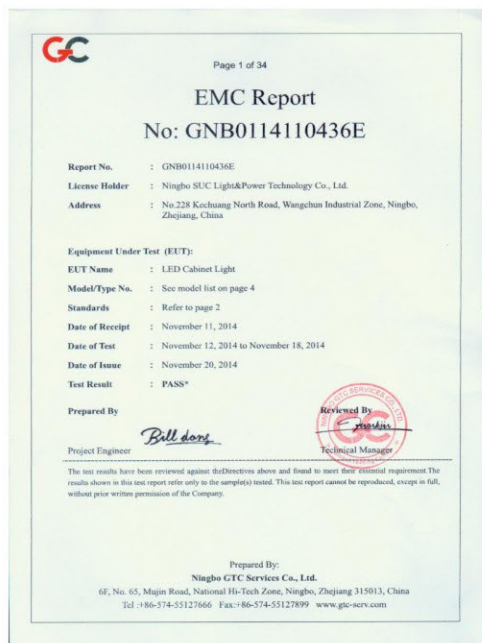 GC
Page 1 of 34
EMC Report
No: GNB0114110436E
Report No. : GNB0114110436E
License Holder : Ningbo SUC Light&Power Technology Co., Ltd.
Address : No.228 Kechuang North Road, Wangchun Industrial Zone, Ningbo,
Zhejiang, China
Equipment Under Test (EUT):
EUT Name : LED Cabinet Light
Model/Type No. : See model list on page 4
Standards : Refer to page 2
Date of Receipt : November 11, 2014
Date of Test : November 12, 2014 to November 18, 2014
Date of Issue : November 20, 2014
Test Result : PASS*
Prepared By Reviewed By
Bill dong
NINGBO GTC SERVICES CO., LTD
GC
Project Engineer Technical Manager
The test results have been reviewed against theDirectives above and found to meet their essential requirement.The
results shown in this test report refer only to the sample(s) tested. This test report cannot be reproduced, except in full,
without prior written permission of the Company.
Prepared By:
Ningbo GTC Services Co., Ltd.
6F, No. 65, Mujin Road, National Hi-Tech Zone, Ningbo, Zhejiang 315013, China
Tel :+86-574-55127666 Fax:+86-574-55127899 www.gtc-serv.com